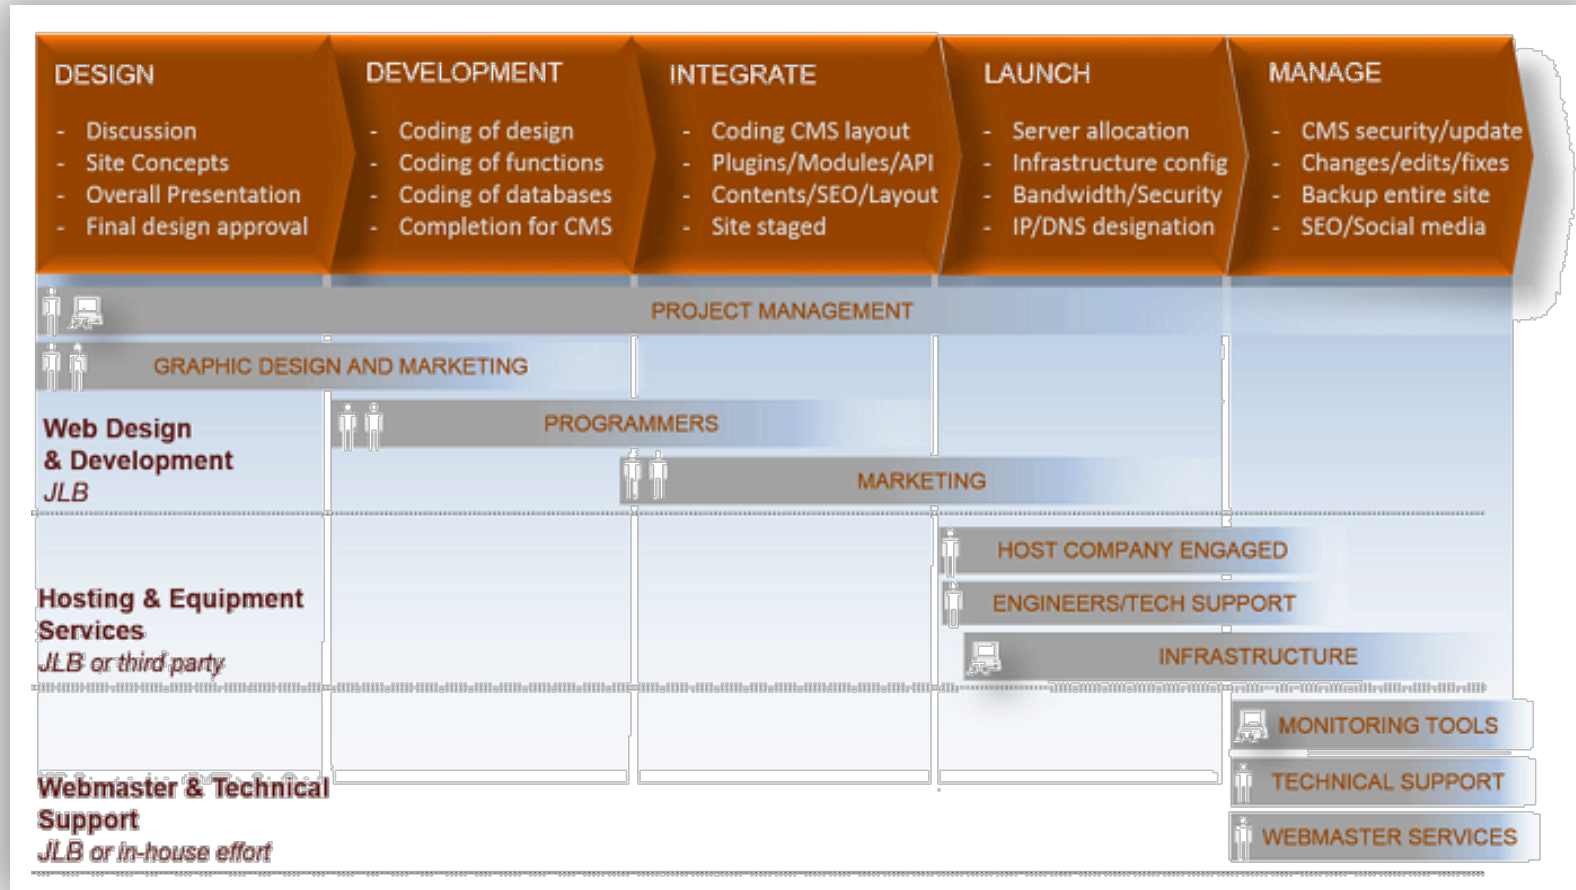 DESIGN
- Discussion
- Site Concepts
- Overall Presentation
- Final design approval
DEVELOPMENT
- Coding of design
- Coding of functions
- Coding of databases
- Completion for CMS
INTEGRATE
- Coding CMS layout
- Plugins/Modules/API
- Contents/SEO/Layout
- Site staged
LAUNCH
- Server allocation
- Infrastructure config
- Bandwidth/Security
- IP/DNS designation
MANAGE
- CMS security/update
- Changes/edits/fixes
- Backup entire site
- SEO/Social media
PROJECT MANAGEMENT
GRAPHIC DESIGN AND MARKETING
PROGRAMMERS
MARKETING
Web Design
& Development
JLB
HOST COMPANY ENGAGED
ENGINEERS/TECH SUPPORT
INFRASTRUCTURE
Hosting & Equipment
Services
JLB or third party
MONITORING TOOLS
TECHNICAL SUPPORT
WEBMASTER SERVICES
Webmaster & Technical
Support
JLB or in-house effort